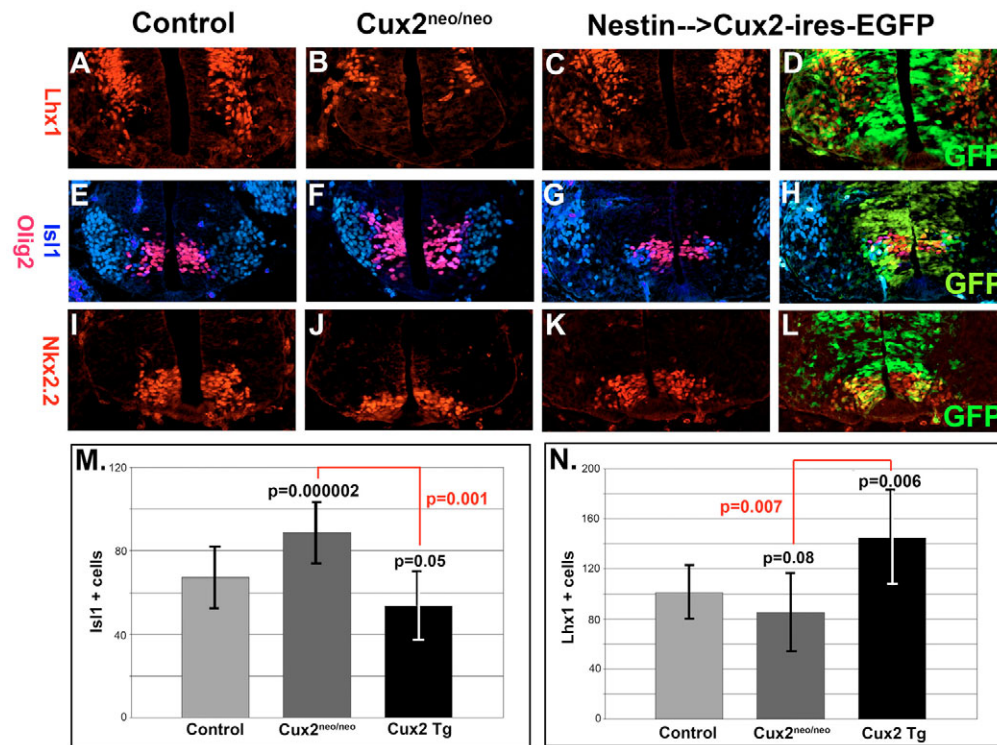 Control Cux2neo/neo Nestin-->Cux2-ires-EGFP
Lhx1 A B C D GFP
Olig2 Isl1 E F G H GFP
Nkx2.2 I J K L GFP
M.
Isl1 + cells
120
80
40
0
p=0.000002
p=0.001
p=0.05
Control Cux2neo/neo Cux2 Tg
N.
Lhx1 + cells
200
160
120
80
40
0
p=0.007
p=0.006
p=0.08
Control Cux2neo/neo Cux2 Tg